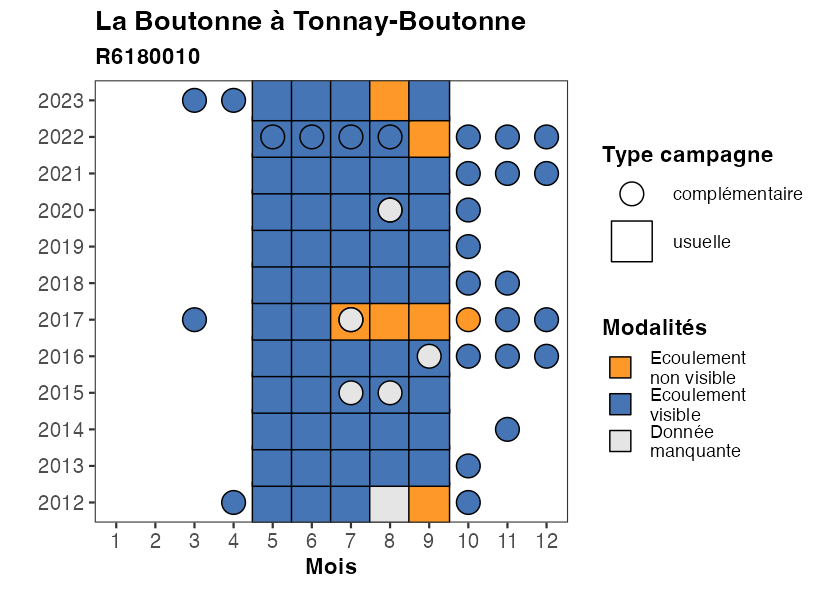 La Boutonne à Tonnay-Boutonne
R6180010
2023
2022
2021
2020
2019
2018
2017
2016
2015
2014
2013
2012
1 2 3 4 5 6 7 8 9 10 11 12
Mois
Type campagne
complémentaire
usuelle
Modalités
Ecoulement
non visible
Ecoulement
visible
Donnée
manquante